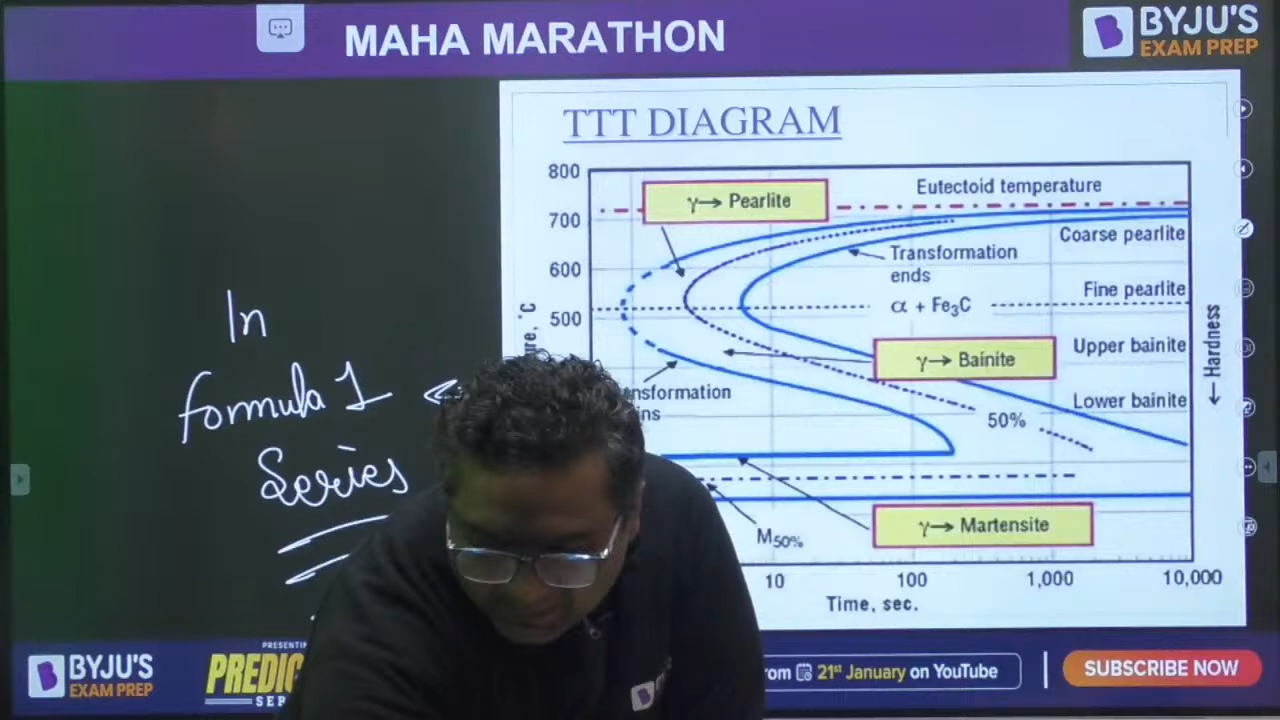 MAHA MARATHON
BYJU'S
EXAM PREP
TTT DIAGRAM
800
700
600
500
γ→ Pearlite
Eutectoid temperature
Coarse pearlite
Transformation
ends
Fine pearlite
α + Fe₃C
Upper bainite
γ→ Bainite
Lower bainite
50%
← Hardness
γ→ Martensite
M50%
10
100
1,000
10,000
Time, sec.
In
formula 1
Series
BYJU'S
EXAM PREP
21st January on YouTube
SUBSCRIBE NOW